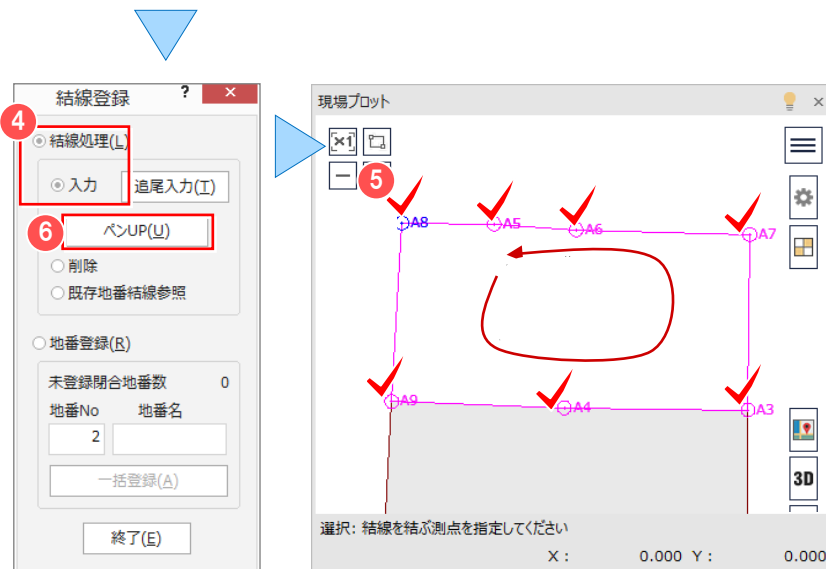 結線登録 ? ×
4
結線処理(L)
入力 追尾入力(T)
6 ペンUP(U)
削除
既存地番結線参照
地番登録(R)
未登録閉合地番数 0
地番No 地番名
2
一括登録(A)
終了(E)
現場プロット ×
×1
5
A8 A5 A6 A7
A9 A4 A3
3D
選択: 結線を結ぶ測点を指定してください
X : 0.000 Y : 0.000